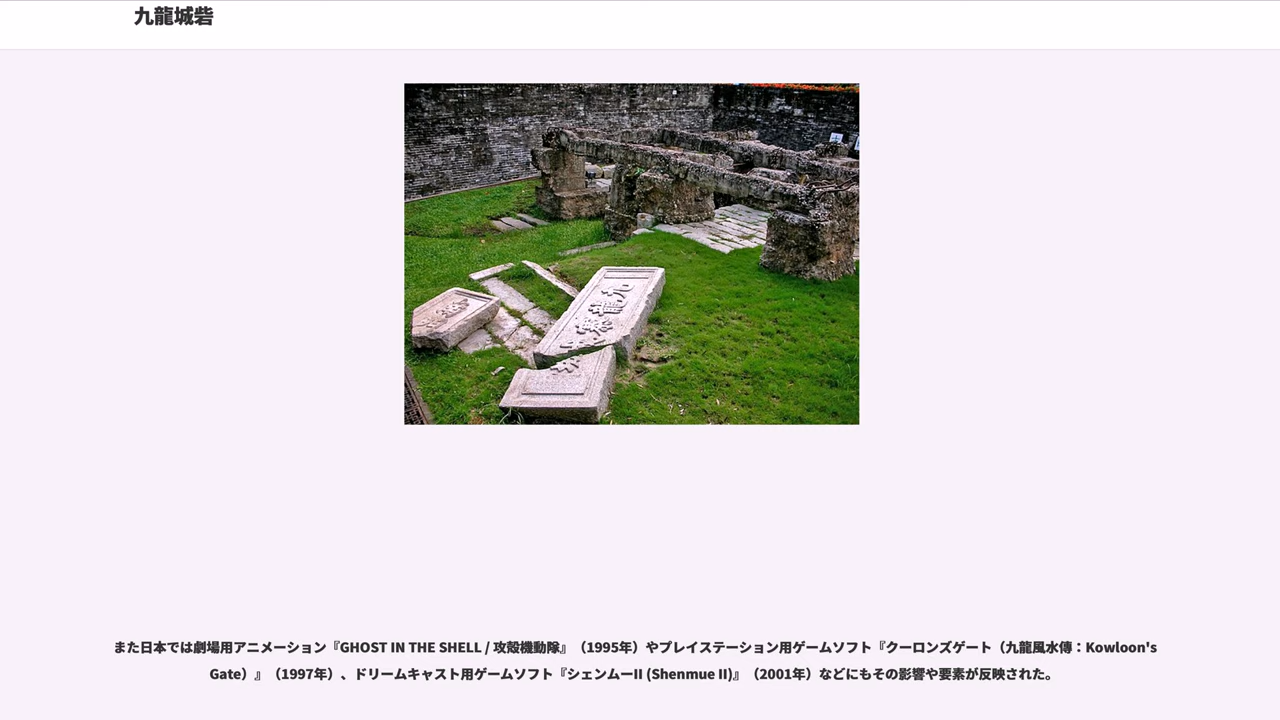 九龍城砦
九龍寨
また日本では劇場用アニメーション『GHOST IN THE SHELL / 攻殻機動隊』（1995年）やプレイステーション用ゲームソフト『クーロンズゲート（九龍風水傳：Kowloon's
Gate）』（1997年）、ドリームキャスト用ゲームソフト『シェンムーII (Shenmue II)』（2001年）などにもその影響や要素が反映された。